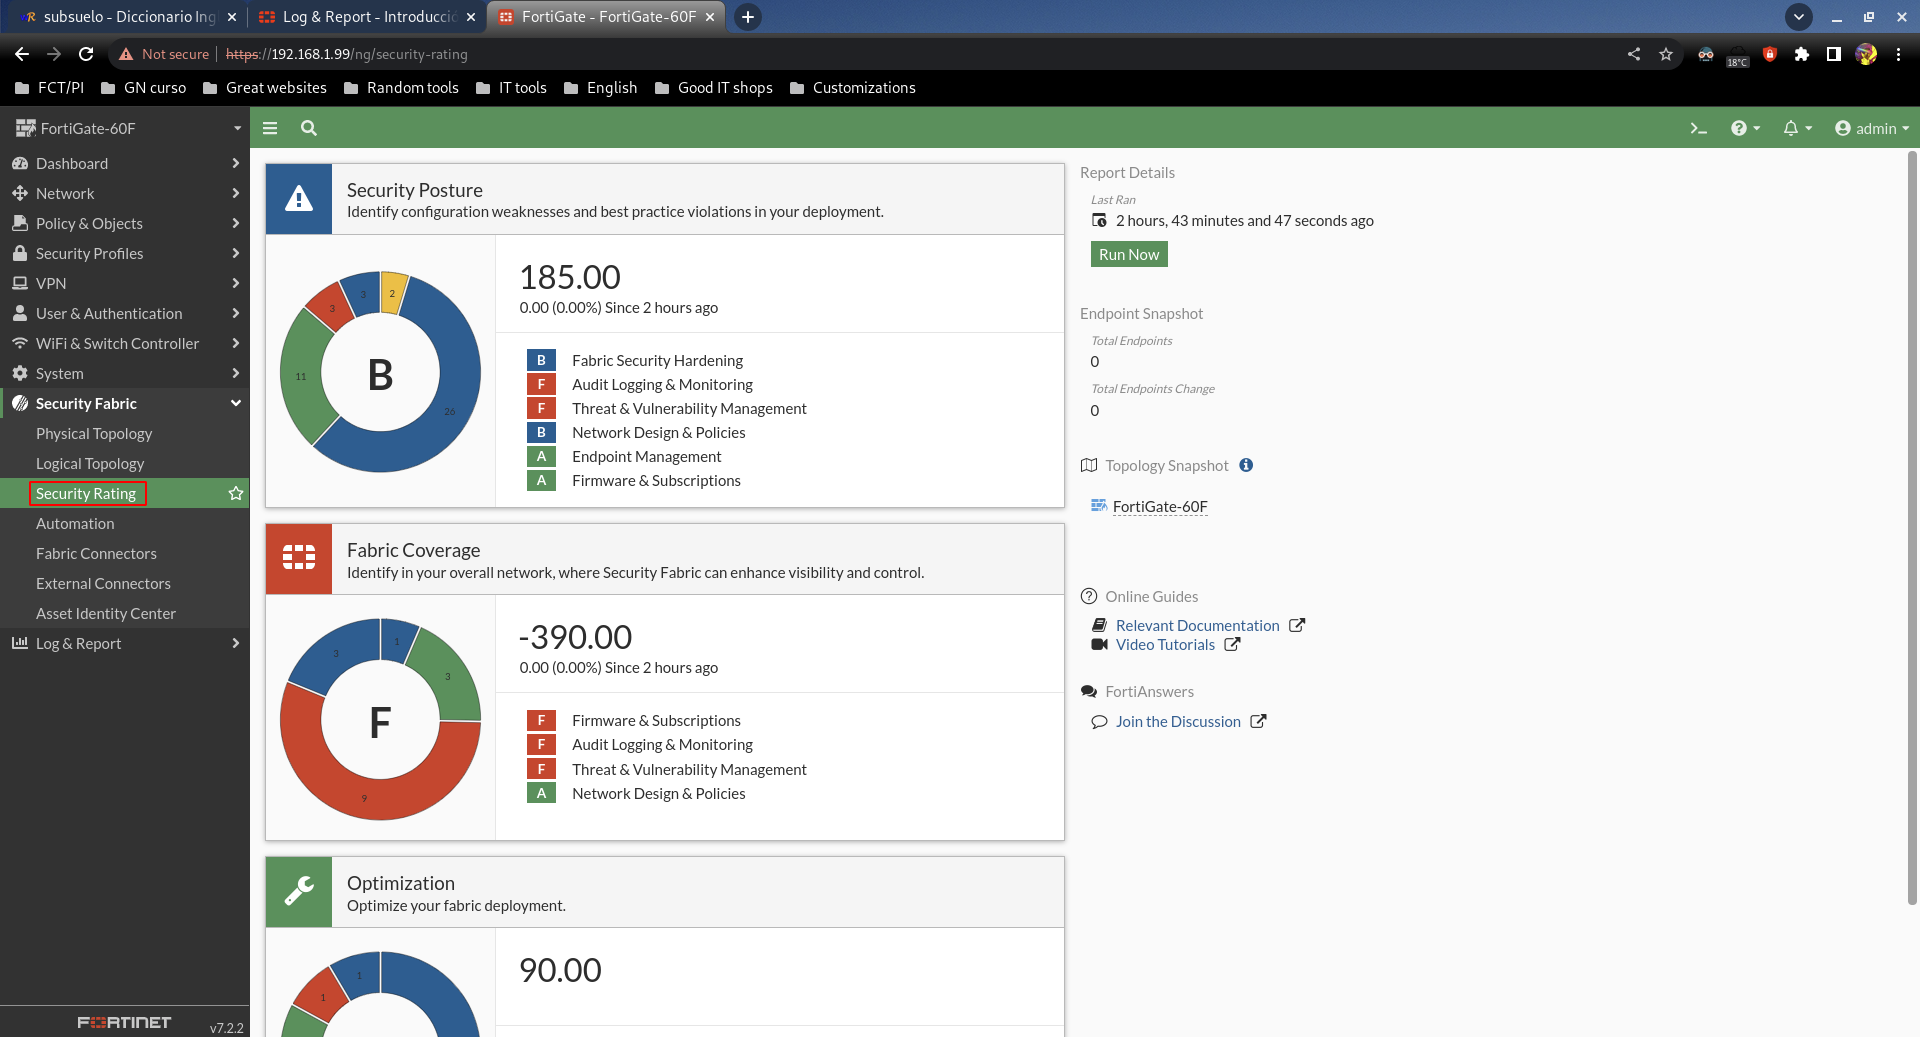 subsuelo - Diccionario Ing
Log & Report - Introducci
FortiGate - FortiGate-60F
Not secure
https://192.168.1.99/ng/security-rating
18°C
FCT/PI
GN curso
Great websites
Random tools
IT tools
English
Good IT shops
Customizations
FortiGate-60F
admin
Dashboard
Network
Policy & Objects
Security Profiles
VPN
User & Authentication
WiFi & Switch Controller
System
Security Fabric
Physical Topology
Logical Topology
Security Rating
Automation
Fabric Connectors
External Connectors
Asset Identity Center
Log & Report
FORTINET
v7.2.2
Security Posture
Identify configuration weaknesses and best practice violations in your deployment.
3
2
3
11
26
B
185.00
0.00 (0.00%) Since 2 hours ago
B Fabric Security Hardening
F Audit Logging & Monitoring
F Threat & Vulnerability Management
B Network Design & Policies
A Endpoint Management
A Firmware & Subscriptions
Fabric Coverage
Identify in your overall network, where Security Fabric can enhance visibility and control.
1
3
3
9
F
-390.00
0.00 (0.00%) Since 2 hours ago
F Firmware & Subscriptions
F Audit Logging & Monitoring
F Threat & Vulnerability Management
A Network Design & Policies
Optimization
Optimize your fabric deployment.
1
1
90.00
Report Details
Last Ran
2 hours, 43 minutes and 47 seconds ago
Run Now
Endpoint Snapshot
Total Endpoints
0
Total Endpoints Change
0
Topology Snapshot
FortiGate-60F
Online Guides
Relevant Documentation
Video Tutorials
FortiAnswers
Join the Discussion